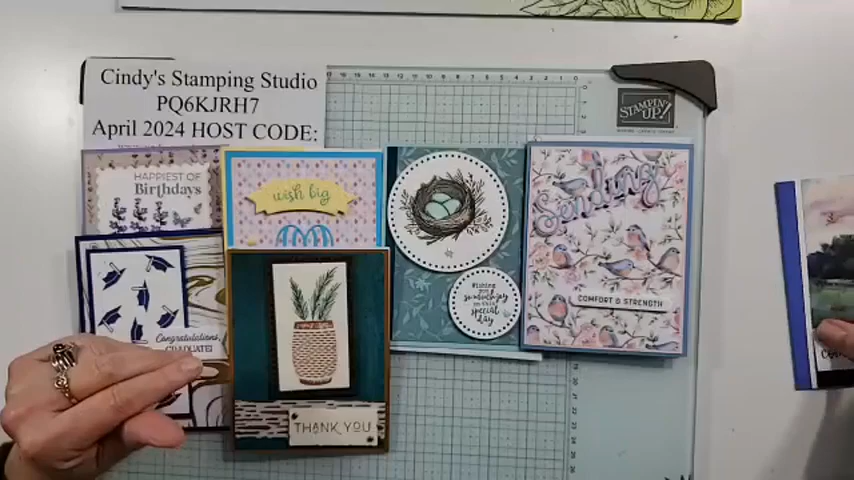 Cindy's Stamping Studio
PQ6KJRH7
April 2024 HOST CODE:
STAMPIN' UP!
HAPPIEST OF
Birthdays
wish big
Sending
COMFORT & STRENGTH
Wishing
you
so much joy
on this
special
day
Congratulations,
GRADUATE
THANK YOU